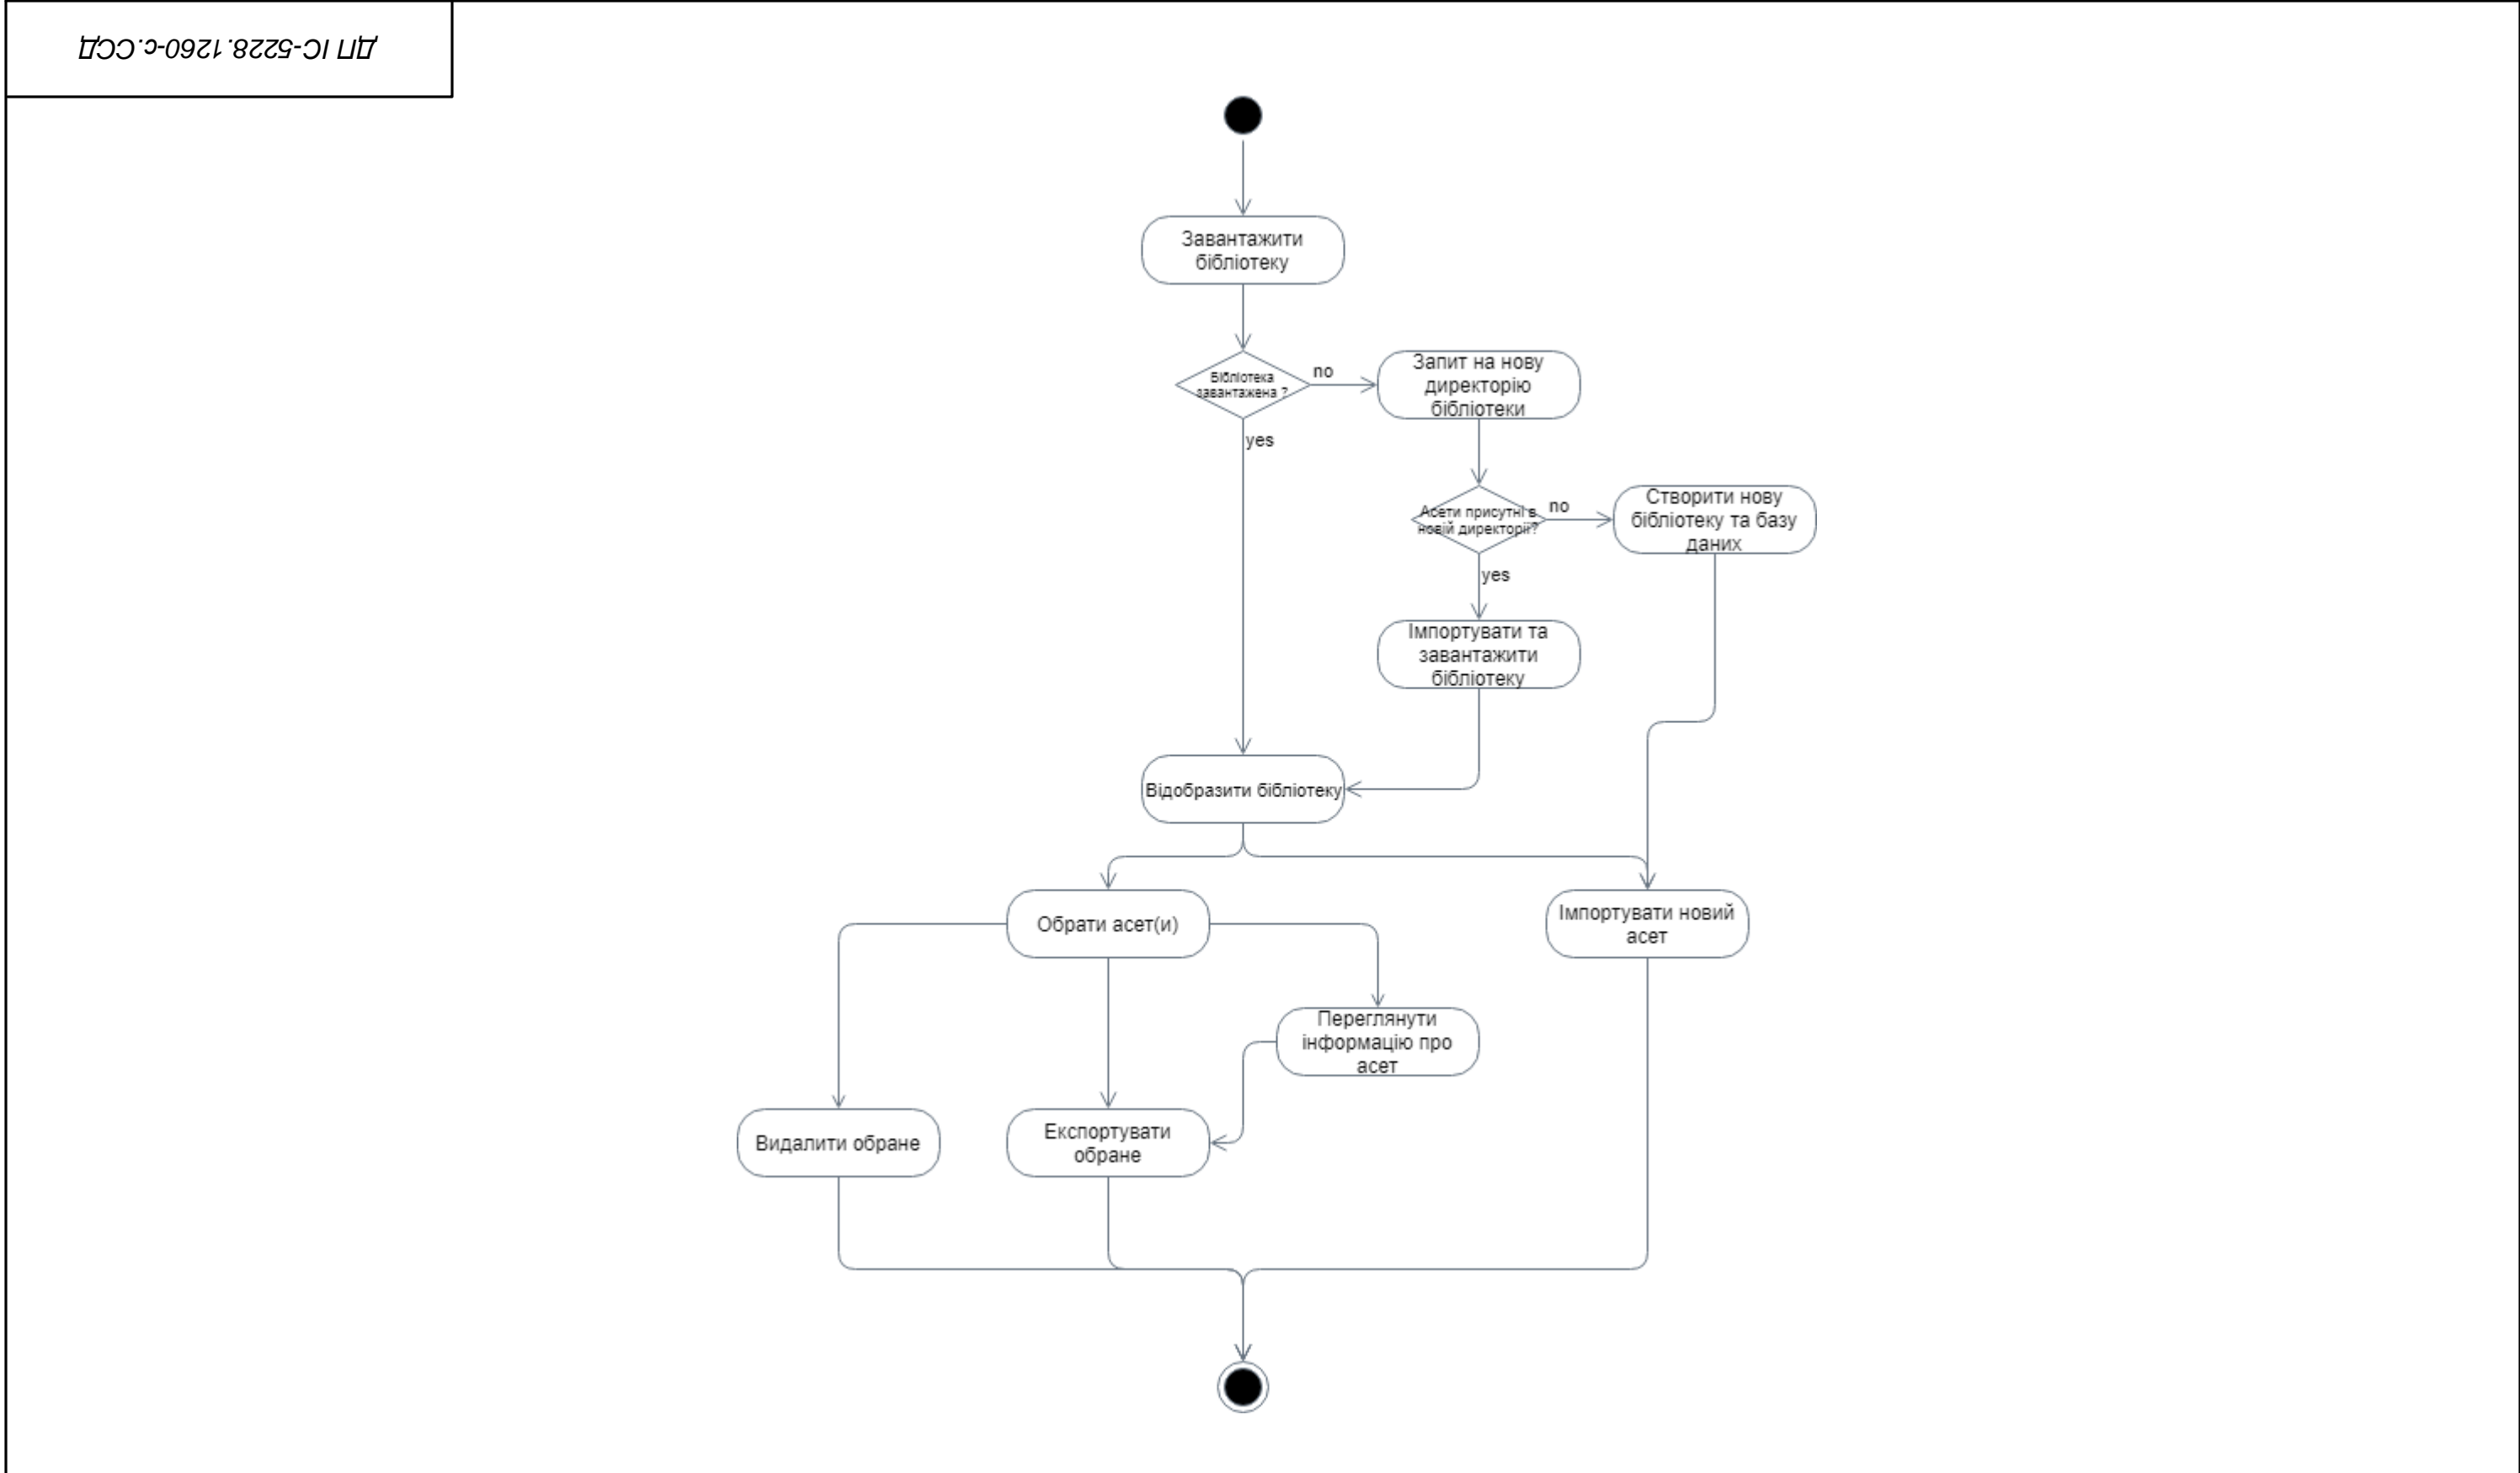 ДП ІС-5228.1260-с.ССД
Завантажити
бібліотеку
Бібліотека
завантажена ?
no
Запит на нову
директорію
бібліотеки
yes
Асети присутні в
новій директорії?
no
Створити нову
бібліотеку та базу
даних
yes
Імпортувати та
завантажити
бібліотеку
Відобразити бібліотеку
Обрати асет(и)
Імпортувати новий
асет
Переглянути
інформацію про
асет
Видалити обране
Експортувати
обране